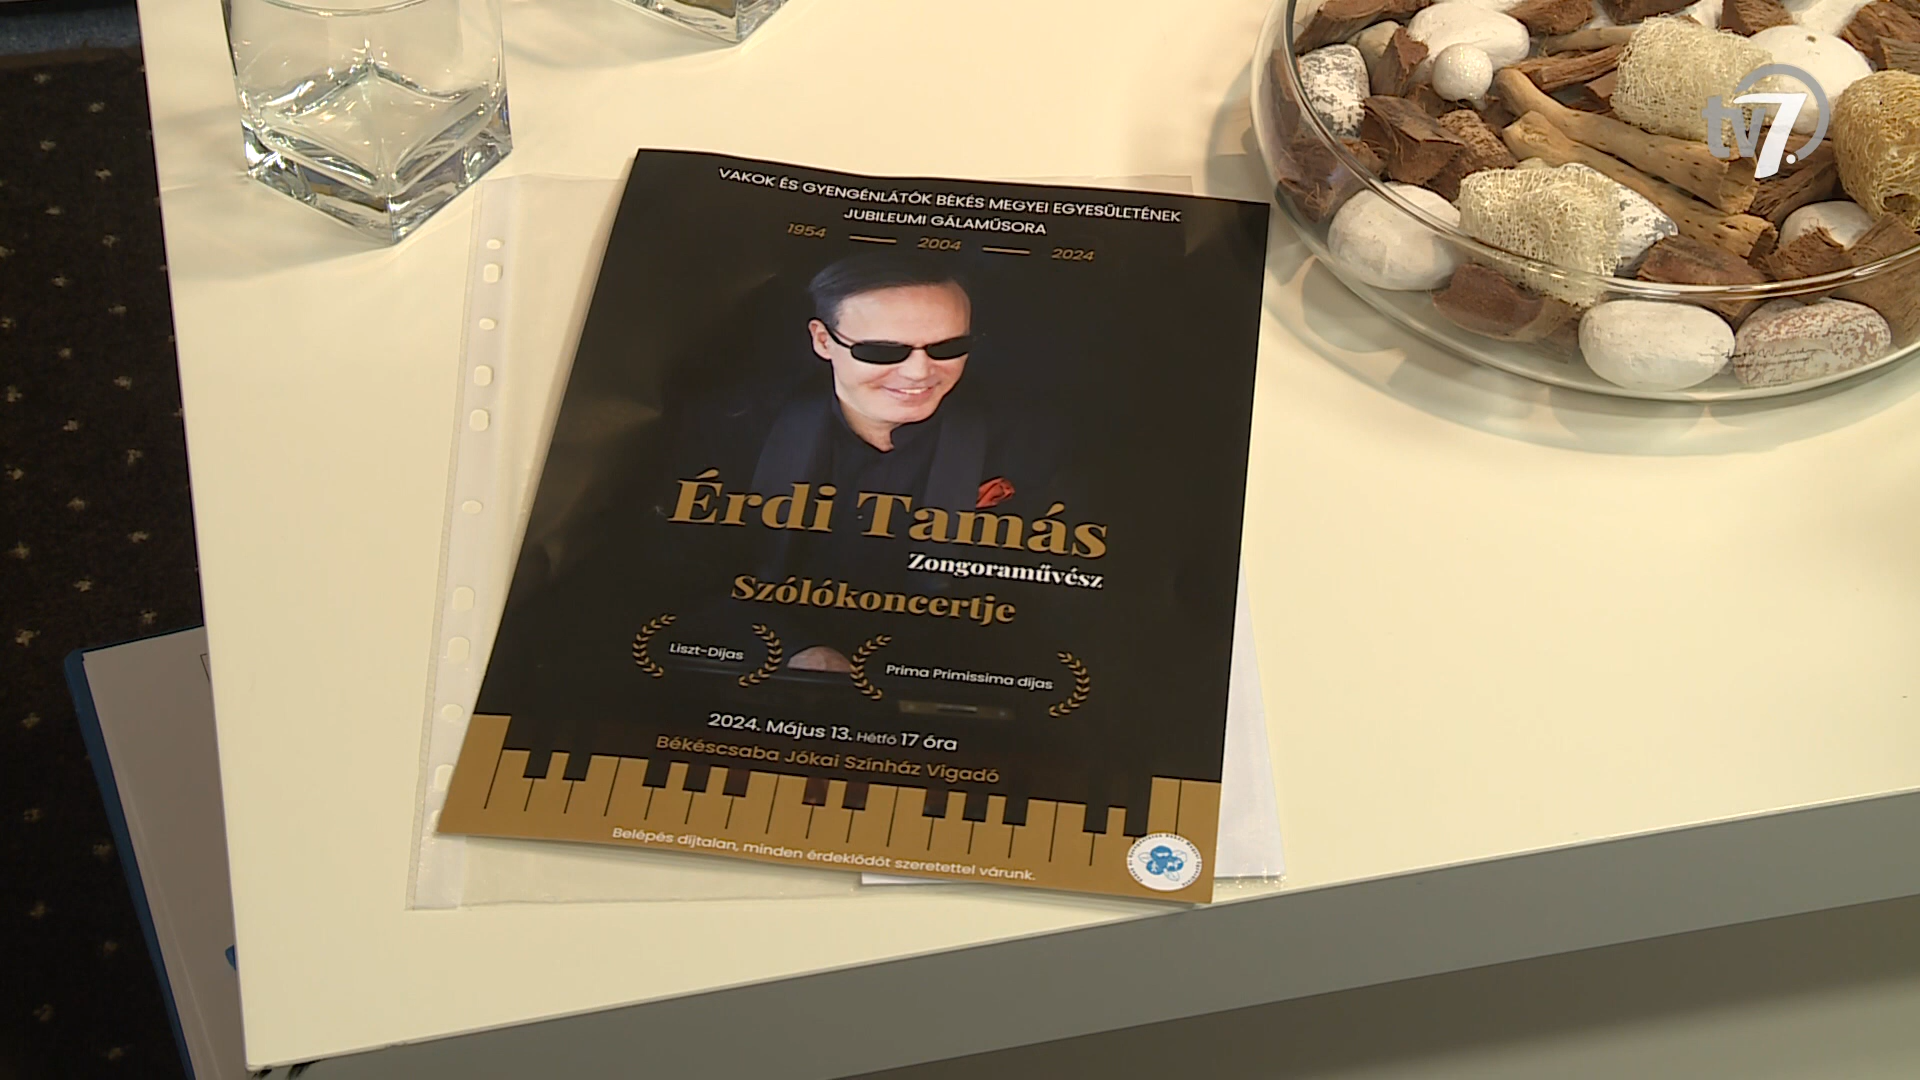 VAKOK ÉS GYENGÉNLÁTÓK BÉKÉS MEGYEI EGYESÜLETÉNEK
JUBILEUMI GÁLAMŰSORA
1954 — 2004 — 2024
Érdi Tamás
Zongoraművész
Szólókoncertje
Liszt-Díjas
Prima Primissima díjas
2024. Május 13. Hétfő 17 óra
Békéscsaba Jókai Színház Vigadó
Belépés díjtalan, minden érdeklődőt szeretettel várunk.
tv7.